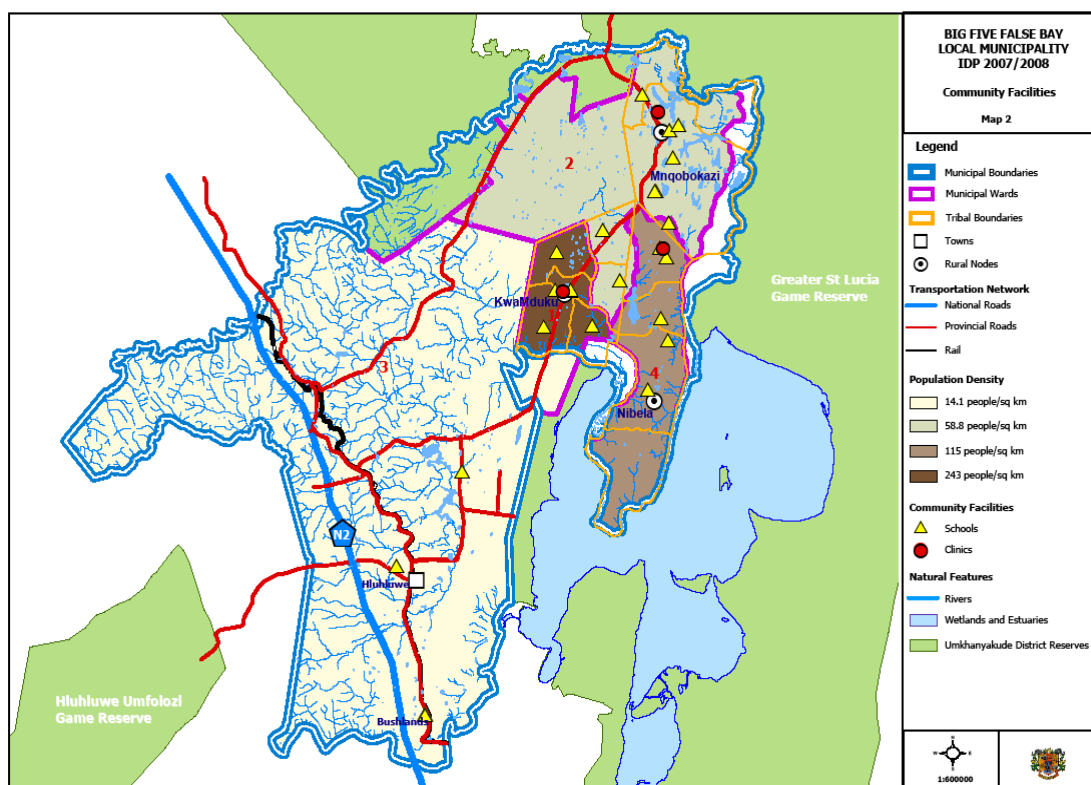 BIG FIVE FALSE BAY
LOCAL MUNICIPALITY
IDP 2007/2008
Community Facilities
Map 2
Legend
Municipal Boundaries
Municipal Wards
Tribal Boundaries
Towns
Rural Nodes
Transportation Network
National Roads
Provincial Roads
Rail
Population Density
14.1 people/sq km
58.8 people/sq km
115 people/sq km
243 people/sq km
Community Facilities
Schools
Clinics
Natural Features
Rivers
Wetlands and Estuaries
Umkhanyakude District Reserves
N
W E
S
1:600000
2
Mnqobokazi
Greater St Lucia
Game Reserve
KwaMduku
1
3
4
Nibela
N2
Hluhluwe
Hluhluwe Umfolozi
Game Reserve
Bushlands